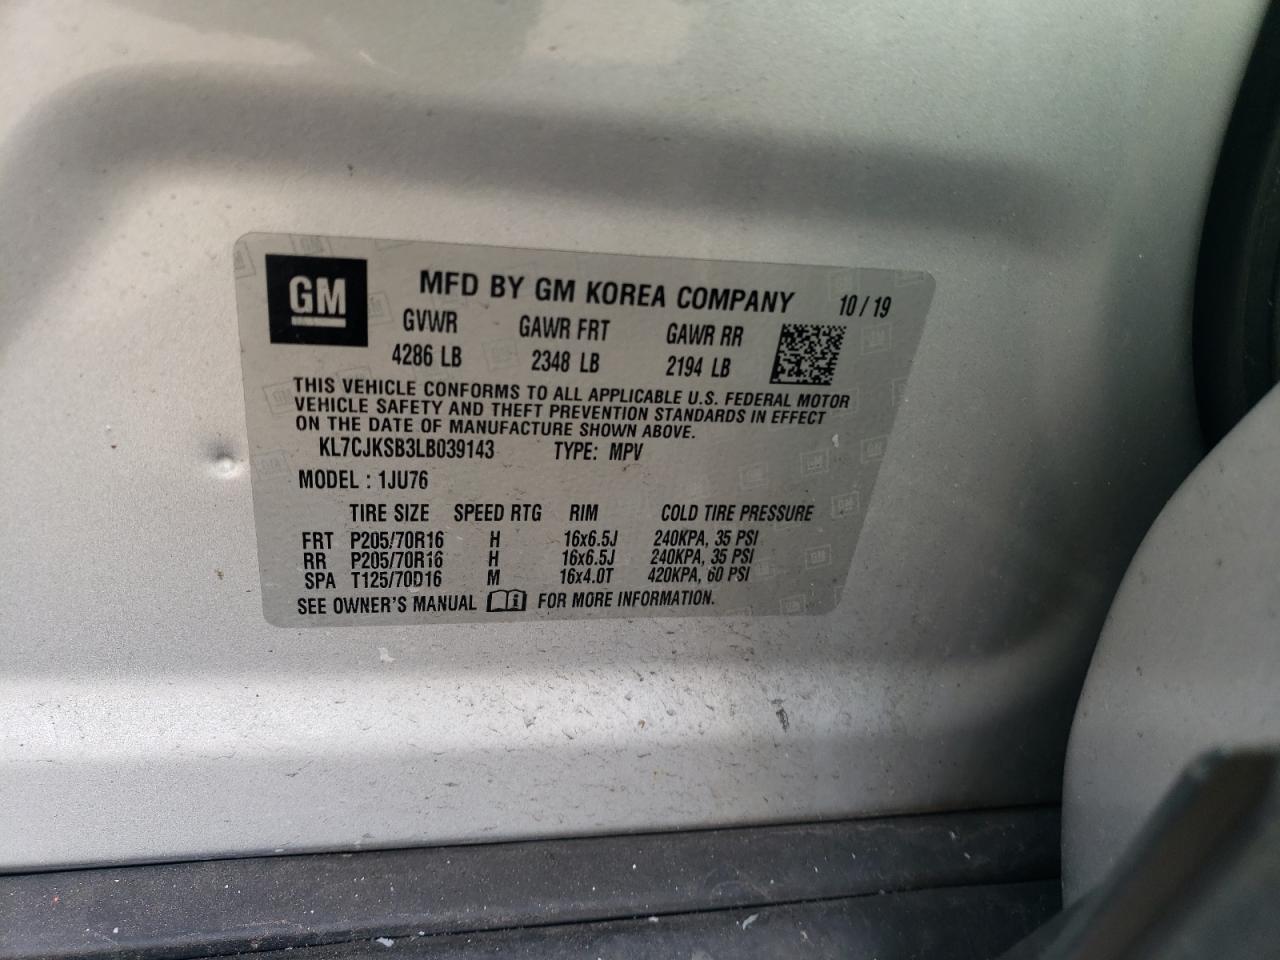 GM
MFD BY GM KOREA COMPANY 10/19
GVWR GAWR FRT GAWR RR
4286 LB 2348 LB 2194 LB
THIS VEHICLE CONFORMS TO ALL APPLICABLE U.S. FEDERAL MOTOR
VEHICLE SAFETY AND THEFT PREVENTION STANDARDS IN EFFECT
ON THE DATE OF MANUFACTURE SHOWN ABOVE.
KL7CJKSB3LB039143 TYPE: MPV
MODEL : 1JU76
TIRE SIZE SPEED RTG RIM COLD TIRE PRESSURE
FRT P205/70R16 H 16x6.5J 240KPA, 35 PSI
RR P205/70R16 H 16x6.5J 240KPA, 35 PSI
SPA T125/70D16 M 16x4.0T 420KPA, 60 PSI
SEE OWNER'S MANUAL FOR MORE INFORMATION.